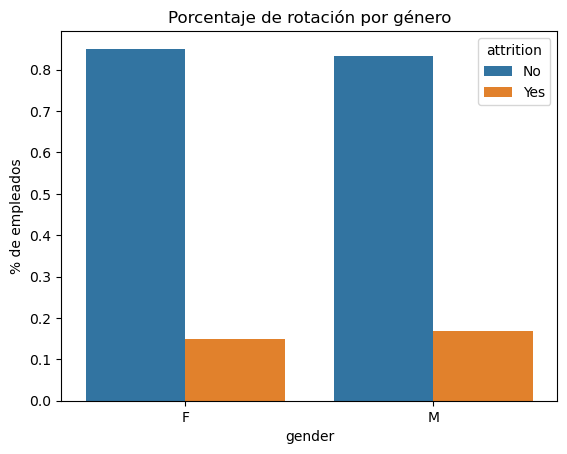 Porcentaje de rotación por género
attrition
No
Yes
% de empleados
0.8
0.7
0.6
0.5
0.4
0.3
0.2
0.1
0.0
F
M
gender